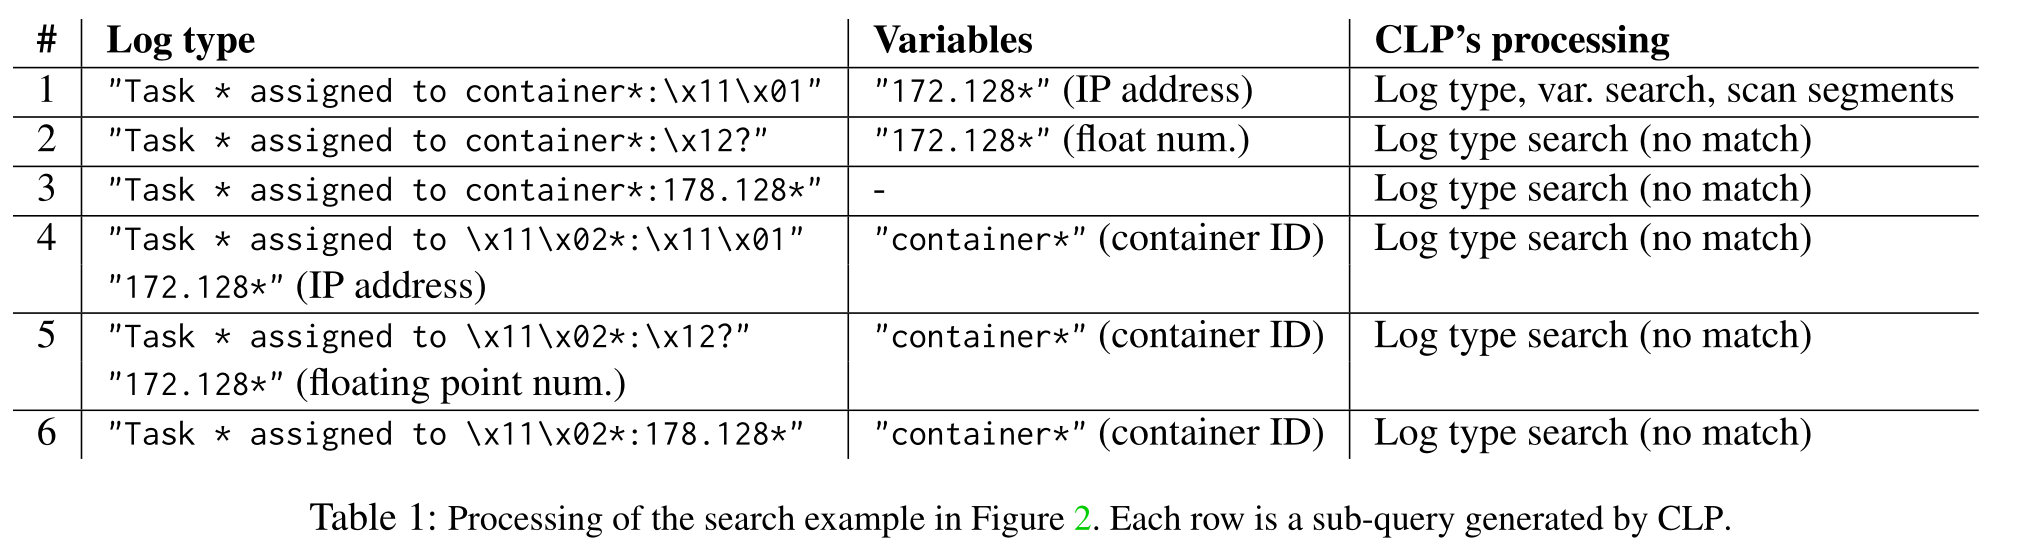 # Log type Variables CLP's processing
1 "Task * assigned to container*:\x11\x01" "172.128*" (IP address) Log type, var. search, scan segments
2 "Task * assigned to container*:\x12?" "172.128*" (float num.) Log type search (no match)
3 "Task * assigned to container*:178.128*" - Log type search (no match)
4 "Task * assigned to \x11\x02*:\x11\x01" "container*" (container ID) Log type search (no match)
"172.128*" (IP address)
5 "Task * assigned to \x11\x02*:\x12?" "container*" (container ID) Log type search (no match)
"172.128*" (floating point num.)
6 "Task * assigned to \x11\x02*:178.128*" "container*" (container ID) Log type search (no match)
Table 1: Processing of the search example in Figure 2. Each row is a sub-query generated by CLP.